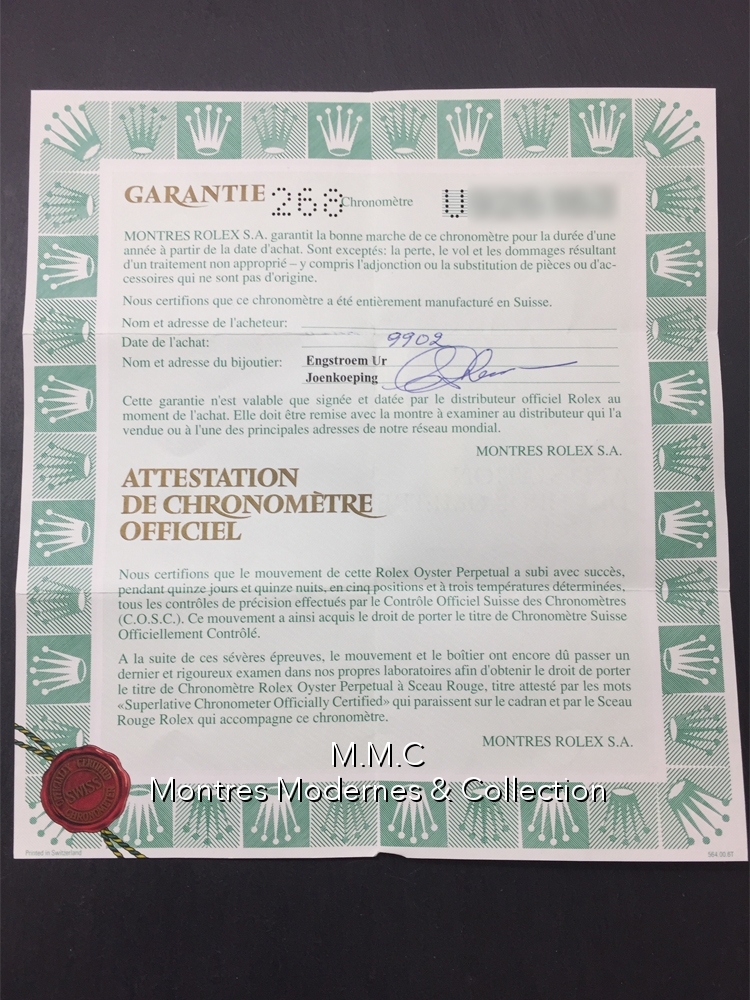 GARANTIE 268 Chronomètre U
MONTRES ROLEX S.A. garantit la bonne marche de ce chronomètre pour la durée d'une
année à partir de la date d'achat. Sont exceptés: la perte, le vol et les dommages résultant
d'un traitement non approprié – y compris l'adjonction ou la substitution de pièces ou d'ac-
cessoires qui ne sont pas d'origine.
Nous certifions que ce chronomètre a été entièrement manufacturé en Suisse.
Nom et adresse de l'acheteur:
Date de l'achat: 9902
Nom et adresse du bijoutier: Engstroem Ur
Joenkoeping
Cette garantie n'est valable que signée et datée par le distributeur officiel Rolex au
moment de l'achat. Elle doit être remise avec la montre à examiner au distributeur qui l'a
vendue ou à l'une des principales adresses de notre réseau mondial.
MONTRES ROLEX S.A.
ATTESTATION
DE CHRONOMÈTRE
OFFICIEL
Nous certifions que le mouvement de cette Rolex Oyster Perpetual a subi avec succès,
pendant quinze jours et quinze nuits, en cinq positions et à trois températures déterminées,
tous les contrôles de précision effectués par le Contrôle Officiel Suisse des Chronomètres
(C.O.S.C.). Ce mouvement a ainsi acquis le droit de porter le titre de Chronomètre Suisse
Officiellement Contrôlé.
A la suite de ces sévères épreuves, le mouvement et le boîtier ont encore dû passer un
dernier et rigoureux examen dans nos propres laboratoires afin d'obtenir le droit de porter
le titre de Chronomètre Rolex Oyster Perpetual à Sceau Rouge, titre attesté par les mots
«Superlative Chronometer Officially Certified» qui paraissent sur le cadran et par le Sceau
Rouge Rolex qui accompagne ce chronomètre.
MONTRES ROLEX S.A.
OFFICIALLY CERTIFIED
SWISS
CHRONOMETER
M.M.C
Montres Modernes & Collection
Printed in Switzerland
564.00.87